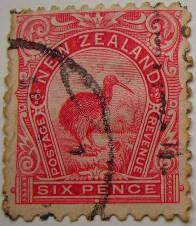 NEW ZEALAND
POSTAGE & REVENUE
SIX PENCE